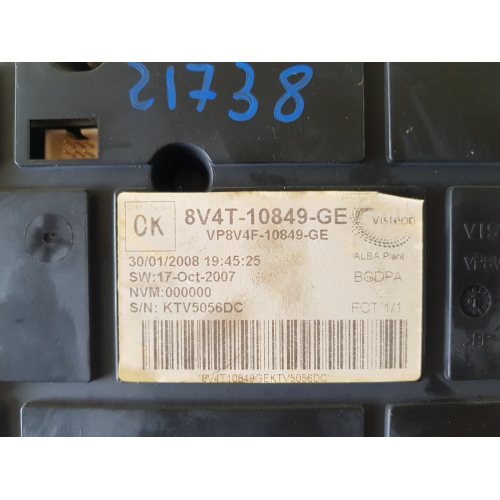 21738
OK
8V4T-10849-GE
VP8V4F-10849-GE
Visteon
30/01/2008 19:45:25
ALBA Plant
SW:17-Oct-2007
BGDPA
NVM:000000
S/N: KTV5056DC
FCT 1/1
*8V4T10849GEKTV5056DC*
VIS
VP8V